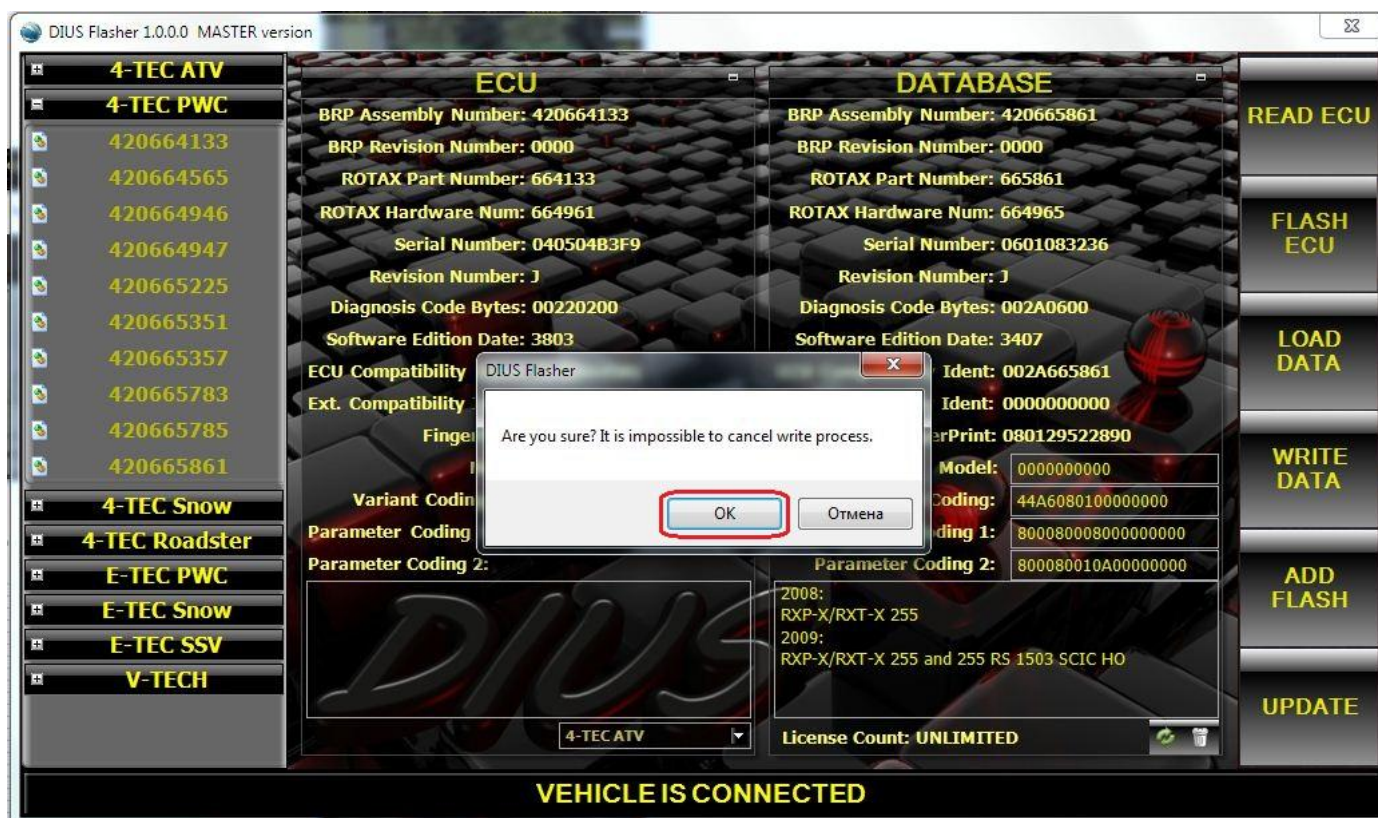 DIUS Flasher 1.0.0.0 MASTER version
4-TEC ATV
4-TEC PWC
420664133
420664565
420664946
420664947
420665225
420665351
420665357
420665783
420665785
420665861
4-TEC Snow
4-TEC Roadster
E-TEC PWC
E-TEC Snow
E-TEC SSV
V-TECH
ECU
BRP Assembly Number: 420664133
BRP Revision Number: 0000
ROTAX Part Number: 664133
ROTAX Hardware Num: 664961
Serial Number: 040504B3F9
Revision Number: J
Diagnosis Code Bytes: 00220200
Software Edition Date: 3803
ECU Compatibility
Ext. Compatibility
Finger
Variant Codin
Parameter Coding
Parameter Coding 2:
DIUS
4-TEC ATV
DATABASE
BRP Assembly Number: 420665861
BRP Revision Number: 0000
ROTAX Part Number: 665861
ROTAX Hardware Num: 664965
Serial Number: 0601083236
Revision Number: J
Diagnosis Code Bytes: 002A0600
Software Edition Date: 3407
Ident: 002A665861
Ident: 0000000000
erPrint: 080129522890
Model: 0000000000
Coding: 44A6080100000000
ding 1: 800080008000000000
Parameter Coding 2: 800080010A00000000
2008:
RXP-X/RXT-X 255
2009:
RXP-X/RXT-X 255 and 255 RS 1503 SCIC HO
License Count: UNLIMITED
DIUS Flasher
Are you sure? It is impossible to cancel write process.
OK
Отмена
READ ECU
FLASH
ECU
LOAD
DATA
WRITE
DATA
ADD
FLASH
UPDATE
VEHICLE IS CONNECTED